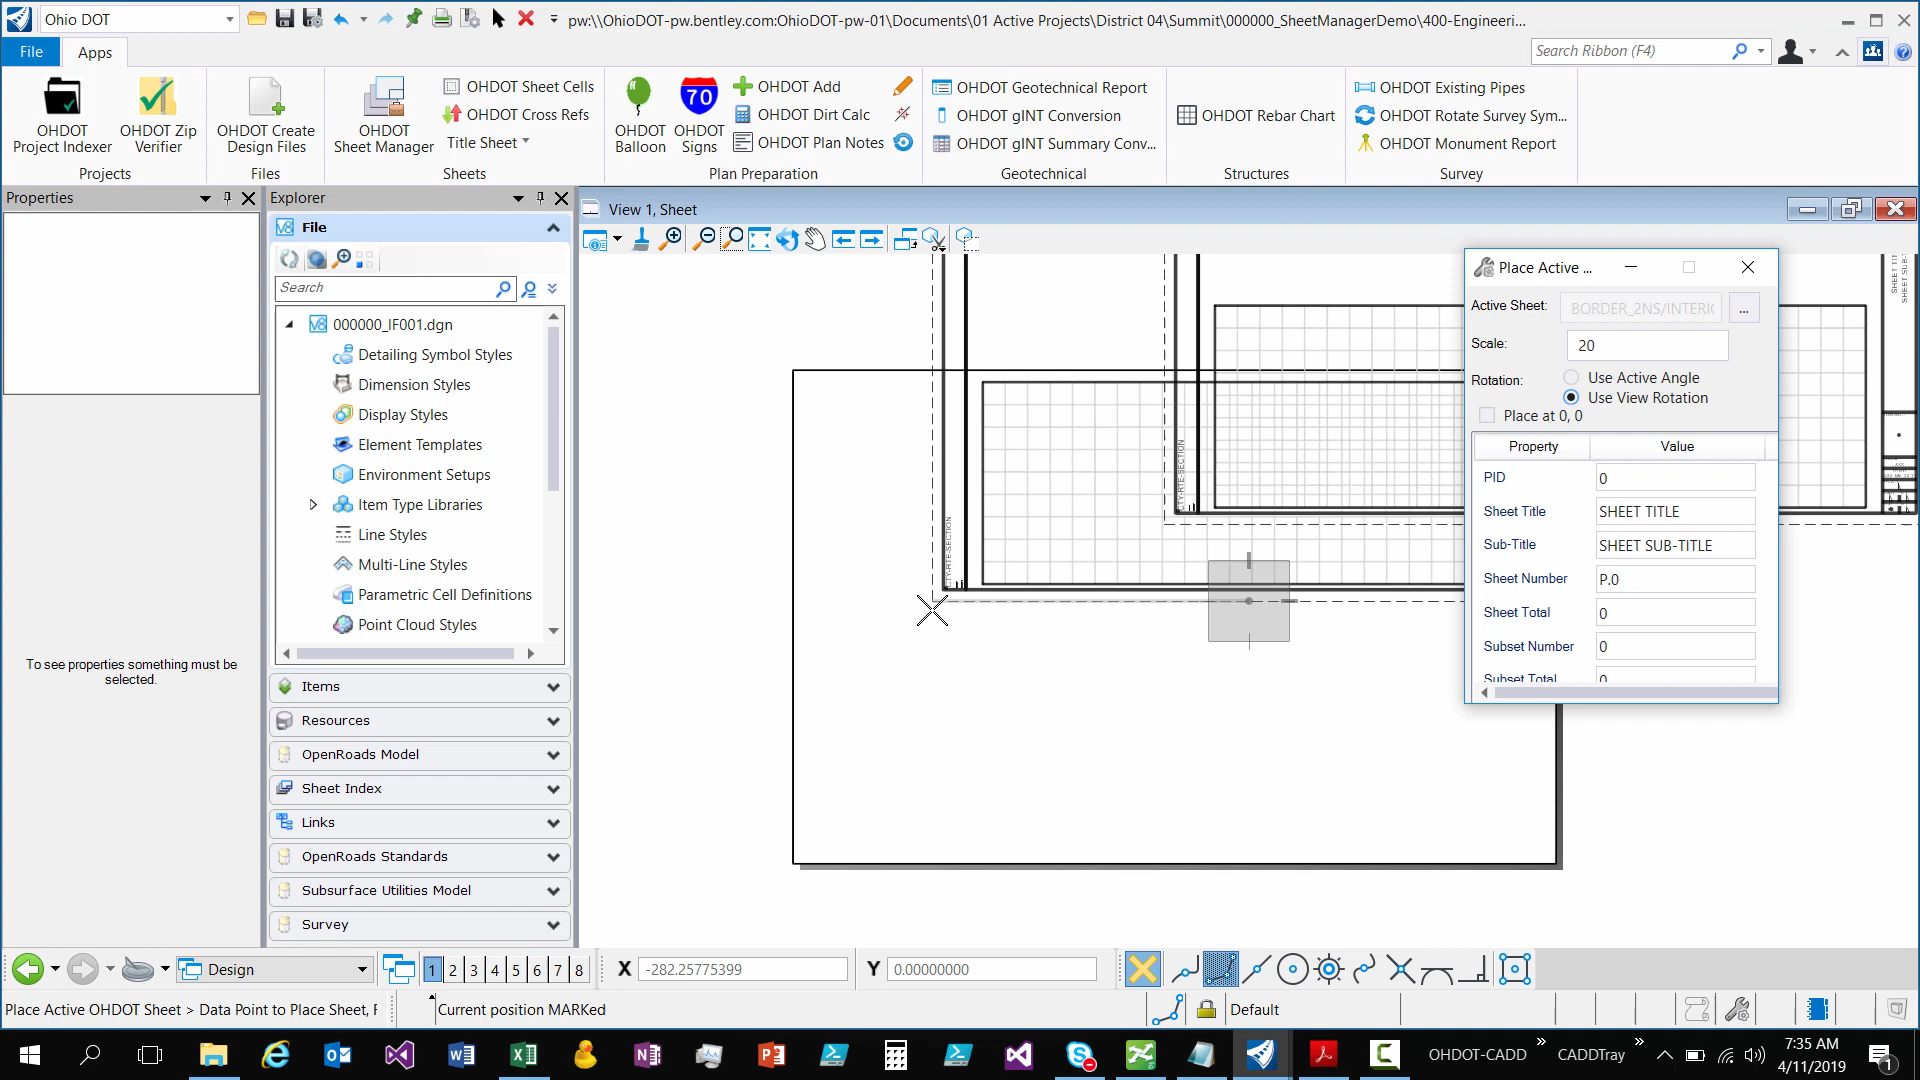 Ohio DOT
pw:\\OhioDOT-pw.bentley.com:OhioDOT-pw-01\Documents\01 Active Projects\District 04\Summit\000000_SheetManagerDemo\400-Engineeri...
File
Apps
Search Ribbon (F4)
OHDOT
Project Indexer
OHDOT Zip
Verifier
Projects
OHDOT Create
Design Files
Files
OHDOT
Sheet Manager
OHDOT Sheet Cells
OHDOT Cross Refs
Title Sheet
Sheets
OHDOT
Balloon
70
OHDOT
Signs
OHDOT Add
OHDOT Dirt Calc
OHDOT Plan Notes
Plan Preparation
OHDOT Geotechnical Report
OHDOT gINT Conversion
OHDOT gINT Summary Conv...
Geotechnical
OHDOT Rebar Chart
Structures
OHDOT Existing Pipes
OHDOT Rotate Survey Sym...
OHDOT Monument Report
Survey
Properties
To see properties something must be
selected.
Explorer
File
Search
000000_IF001.dgn
Detailing Symbol Styles
Dimension Styles
Display Styles
Element Templates
Environment Setups
Item Type Libraries
Line Styles
Multi-Line Styles
Parametric Cell Definitions
Point Cloud Styles
Items
Resources
OpenRoads Model
Sheet Index
Links
OpenRoads Standards
Subsurface Utilities Model
Survey
View 1, Sheet
CTY-RTE-SECTION
CTY-RTE-SECTION
SHEET TIT
SHEET SUB-
Place Active ...
Active Sheet:
BORDER_2NS/INTERIO
...
Scale:
20
Rotation:
Use Active Angle
Use View Rotation
Place at 0, 0
Property
Value
PID
0
Sheet Title
SHEET TITLE
Sub-Title
SHEET SUB-TITLE
Sheet Number
P.0
Sheet Total
0
Subset Number
0
Subset Total
0
Design
1 2 3 4 5 6 7 8
X
-282.25775399
Y
0.00000000
Place Active OHDOT Sheet > Data Point to Place Sheet, F
Current position MARKed
Default
OHDOT-CADD
CADDTray
7:35 AM
4/11/2019
1